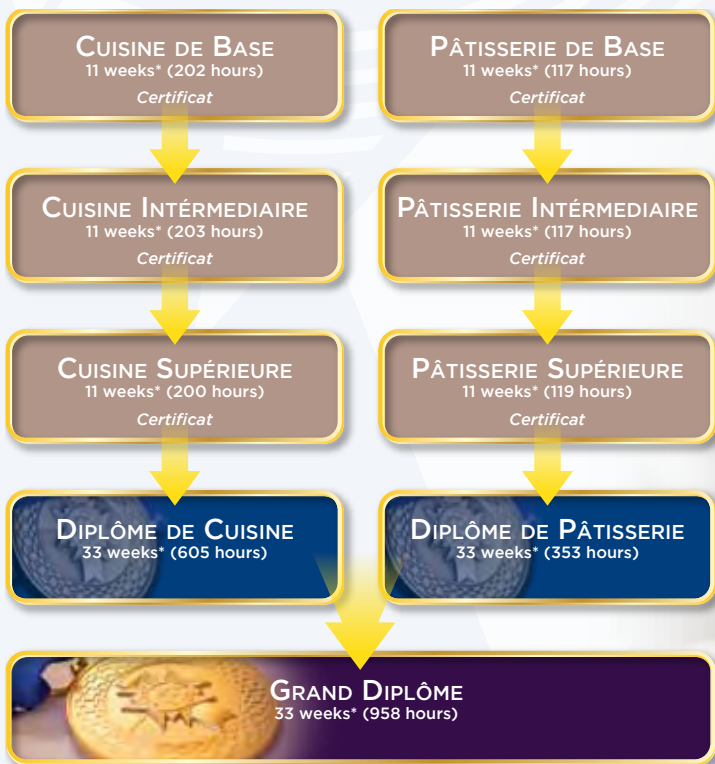 Cuisine de Base
11 weeks* (202 hours)
Certificat
Pâtisserie de Base
11 weeks* (117 hours)
Certificat
Cuisine Intérmediaire
11 weeks* (203 hours)
Certificat
Pâtisserie Intérmediaire
11 weeks* (117 hours)
Certificat
Cuisine Supérieure
11 weeks* (200 hours)
Certificat
Pâtisserie Supérieure
11 weeks* (119 hours)
Certificat
Diplôme de Cuisine
33 weeks* (605 hours)
Diplôme de Pâtisserie
33 weeks* (353 hours)
Grand Diplôme
33 weeks* (958 hours)